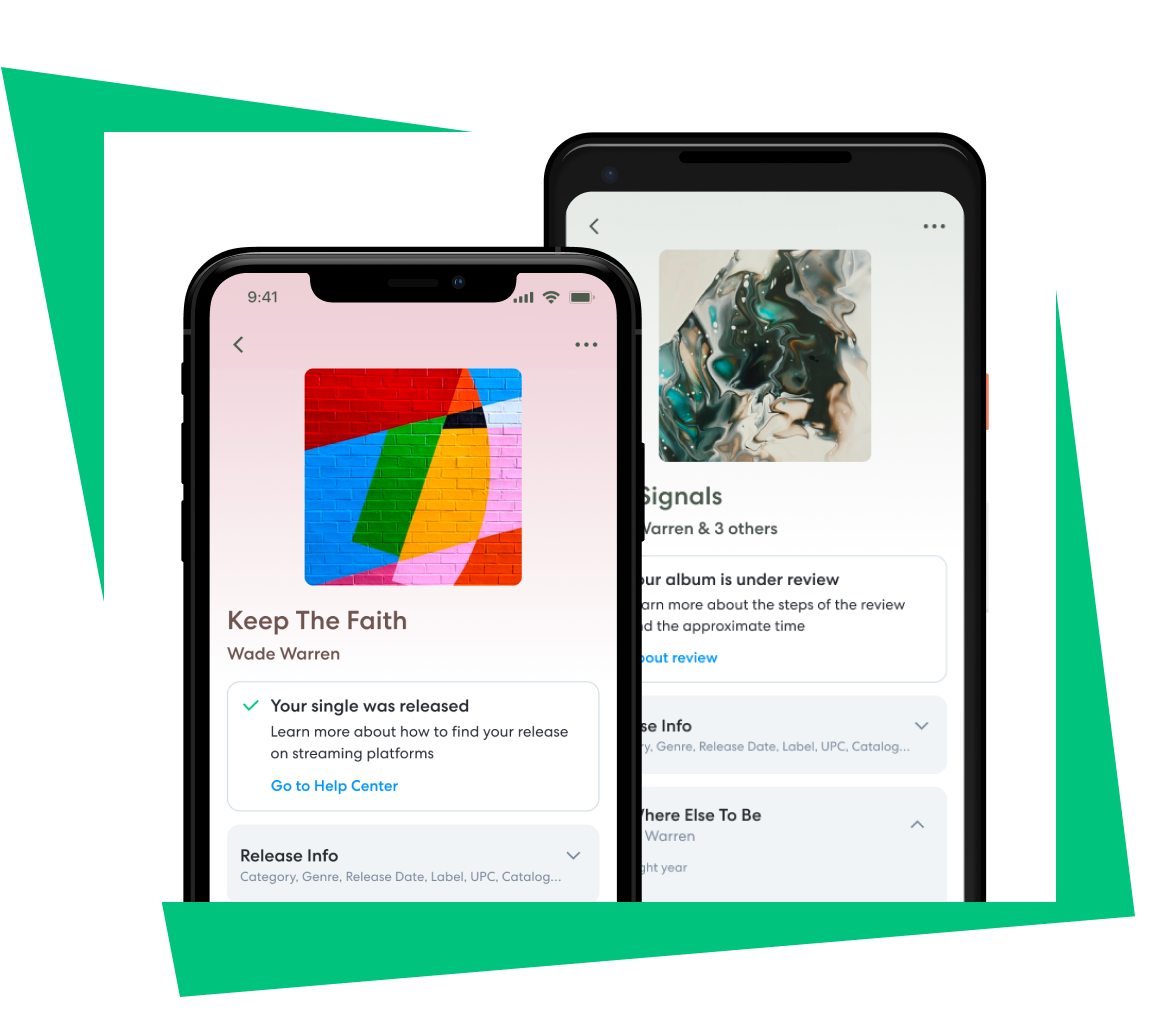 9:41
Keep The Faith
Wade Warren
Your single was released
Learn more about how to find your release
on streaming platforms
Go to Help Center
Release Info
Category, Genre, Release Date, Label, UPC, Catalog...
Signals
Warren & 3 others
our album is under review
arn more about the steps of the review
d the approximate time
bout review
se Info
ry, Genre, Release Date, Label, UPC, Catalog...
Where Else To Be
Warren
ght year